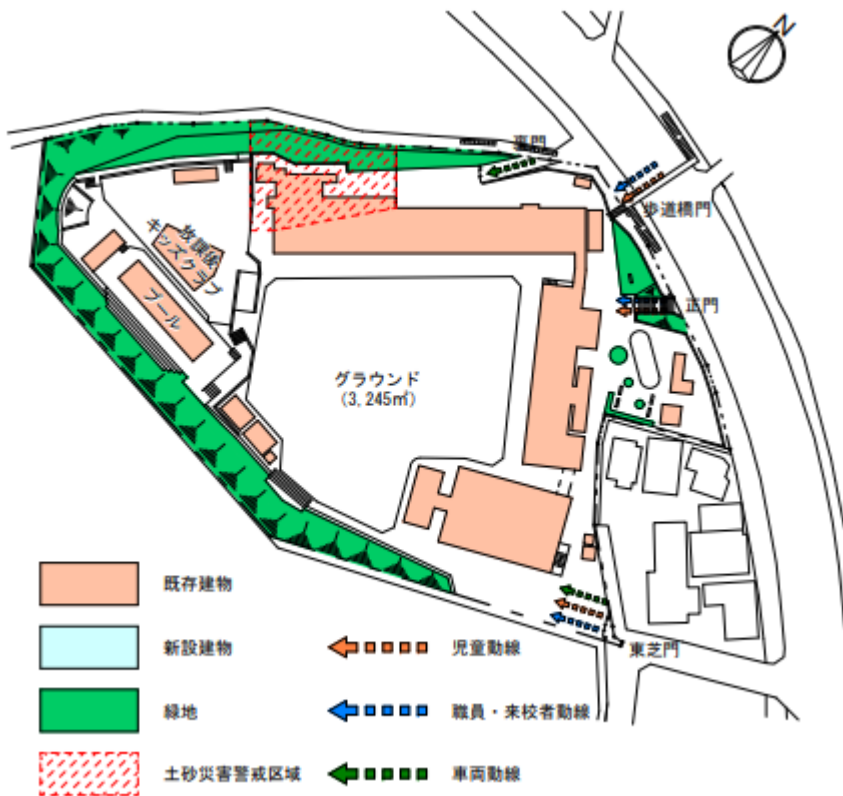 N
車門
歩道橋門
放課後
キッズクラブ
プール
正門
グラウンド
(3,245㎡)
既存建物
新設建物
児童動線
東芝門
緑地
職員・来校者動線
土砂災害警戒区域
車両動線